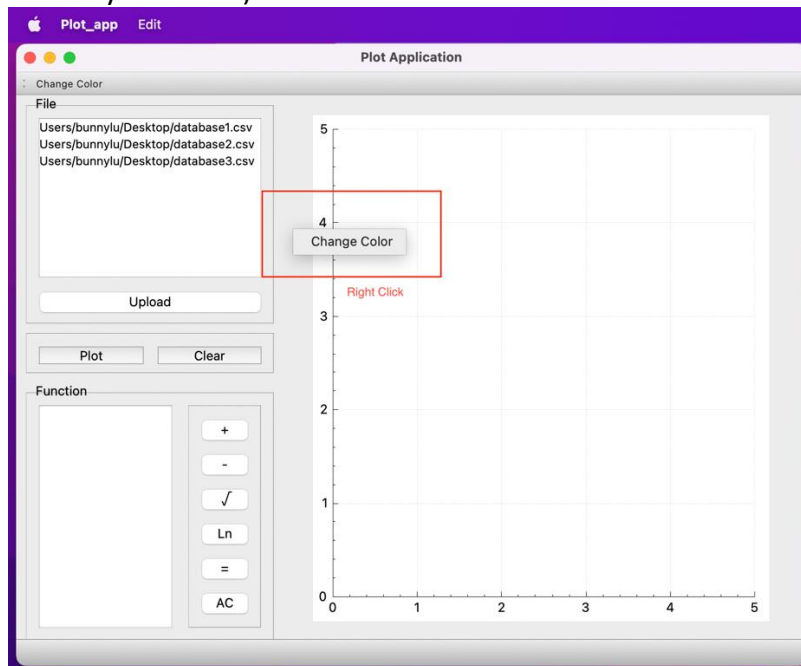 Plot_app Edit
Plot Application
Change Color
File
Users/bunnylu/Desktop/database1.csv
Users/bunnylu/Desktop/database2.csv
Users/bunnylu/Desktop/database3.csv
Upload
Plot Clear
Function
+
-
√
Ln
=
AC
5
4
Change Color
Right Click
3
2
1
0
0 1 2 3 4 5